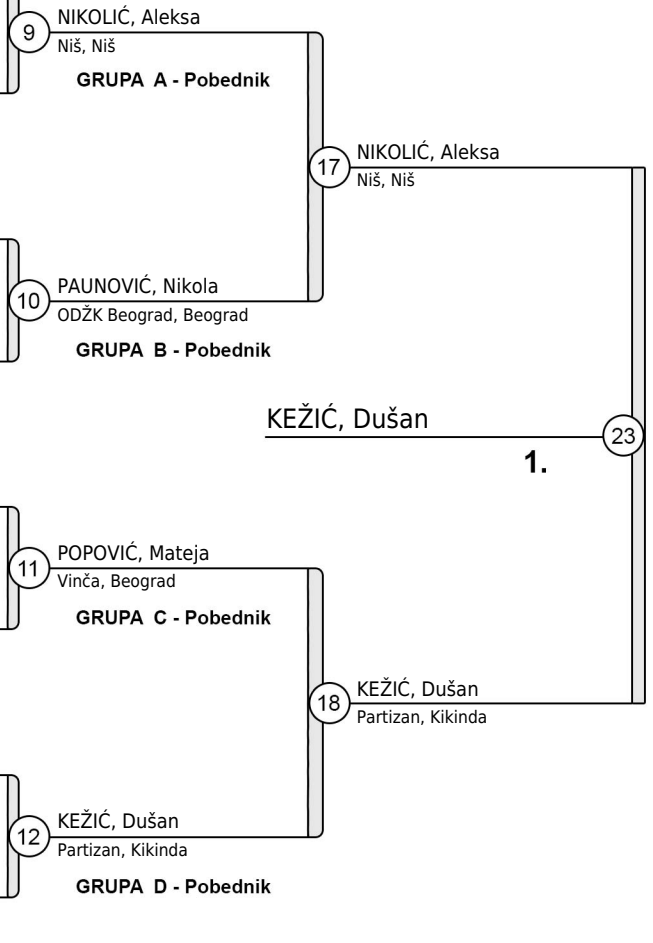 9
NIKOLIĆ, Aleksa
Niš, Niš
GRUPA A - Pobednik
17
NIKOLIĆ, Aleksa
Niš, Niš
10
PAUNOVIĆ, Nikola
ODŽK Beograd, Beograd
GRUPA B - Pobednik
KEŽIĆ, Dušan
23
1.
11
POPOVIĆ, Mateja
Vinča, Beograd
GRUPA C - Pobednik
18
KEŽIĆ, Dušan
Partizan, Kikinda
12
KEŽIĆ, Dušan
Partizan, Kikinda
GRUPA D - Pobednik